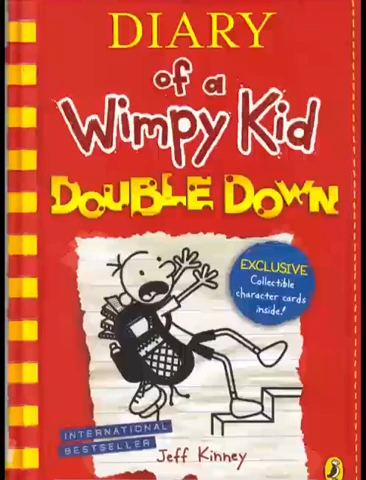 DIARY
of a
Wimpy Kid
DOUBLE DOWN
EXCLUSIVE
Collectible
character cards
inside!
INTERNATIONAL
BESTSELLER
Jeff Kinney